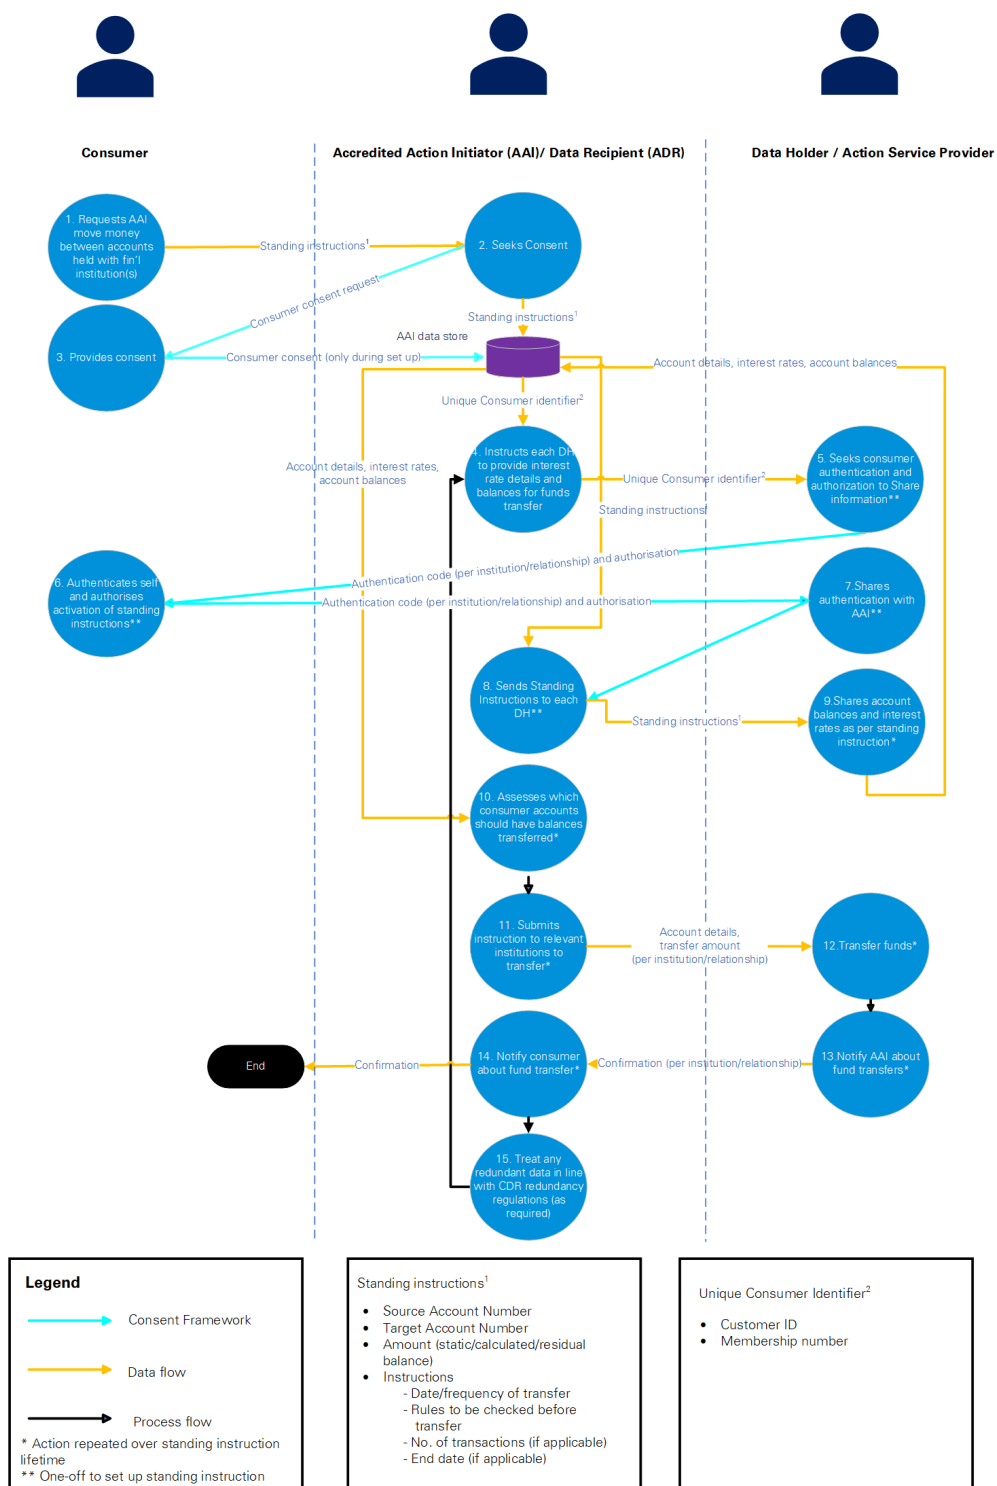 Consumer
Accredited Action Initiator (AAI)/ Data Recipient (ADR)
Data Holder / Action Service Provider
1. Requests AAI
move money
between accounts
held with fin'l
institution(s)
Standing instructions1
2. Seeks Consent
Consumer consent request
Standing instructions1
AAI data store
3. Provides consent
Consumer consent (only during set up)
Account details, interest rates, account balances
Unique Consumer identifier2
Account details, interest rates,
account balances
4. Instructs each DH
to provide interest
rate details and
balances for funds
transfer
Unique Consumer identifier2
5. Seeks consumer
authentication and
authorization to Share
information**
Standing instructions1
Authentication code (per institution/relationship) and authorisation
6. Authenticates self
and authorises
activation of standing
instructions**
Authentication code (per institution/relationship) and authorisation
7.Shares
authentication with
AAI**
8. Sends Standing
Instructions to each
DH**
Standing instructions1
9.Shares account
balances and interest
rates as per standing
instruction*
10. Assesses which
consumer accounts
should have balances
transferred*
11. Submits
instruction to relevant
institutions to
transfer*
Account details,
transfer amount
(per institution/relationship)
12.Transfer funds*
End
Confirmation
14. Notify consumer
about fund transfer*
Confirmation (per institution/relationship)
13.Notify AAI about
fund transfers*
15. Treat any
redundant data in line
with CDR redundancy
regulations (as
required)
Legend
Consent Framework
Data flow
Process flow
* Action repeated over standing instruction
lifetime
** One-off to set up standing instruction
Standing instructions1
• Source Account Number
• Target Account Number
• Amount (static/calculated/residual
balance)
• Instructions
- Date/frequency of transfer
- Rules to be checked before
transfer
- No. of transactions (if applicable)
- End date (if applicable)
Unique Consumer Identifier2
• Customer ID
• Membership number